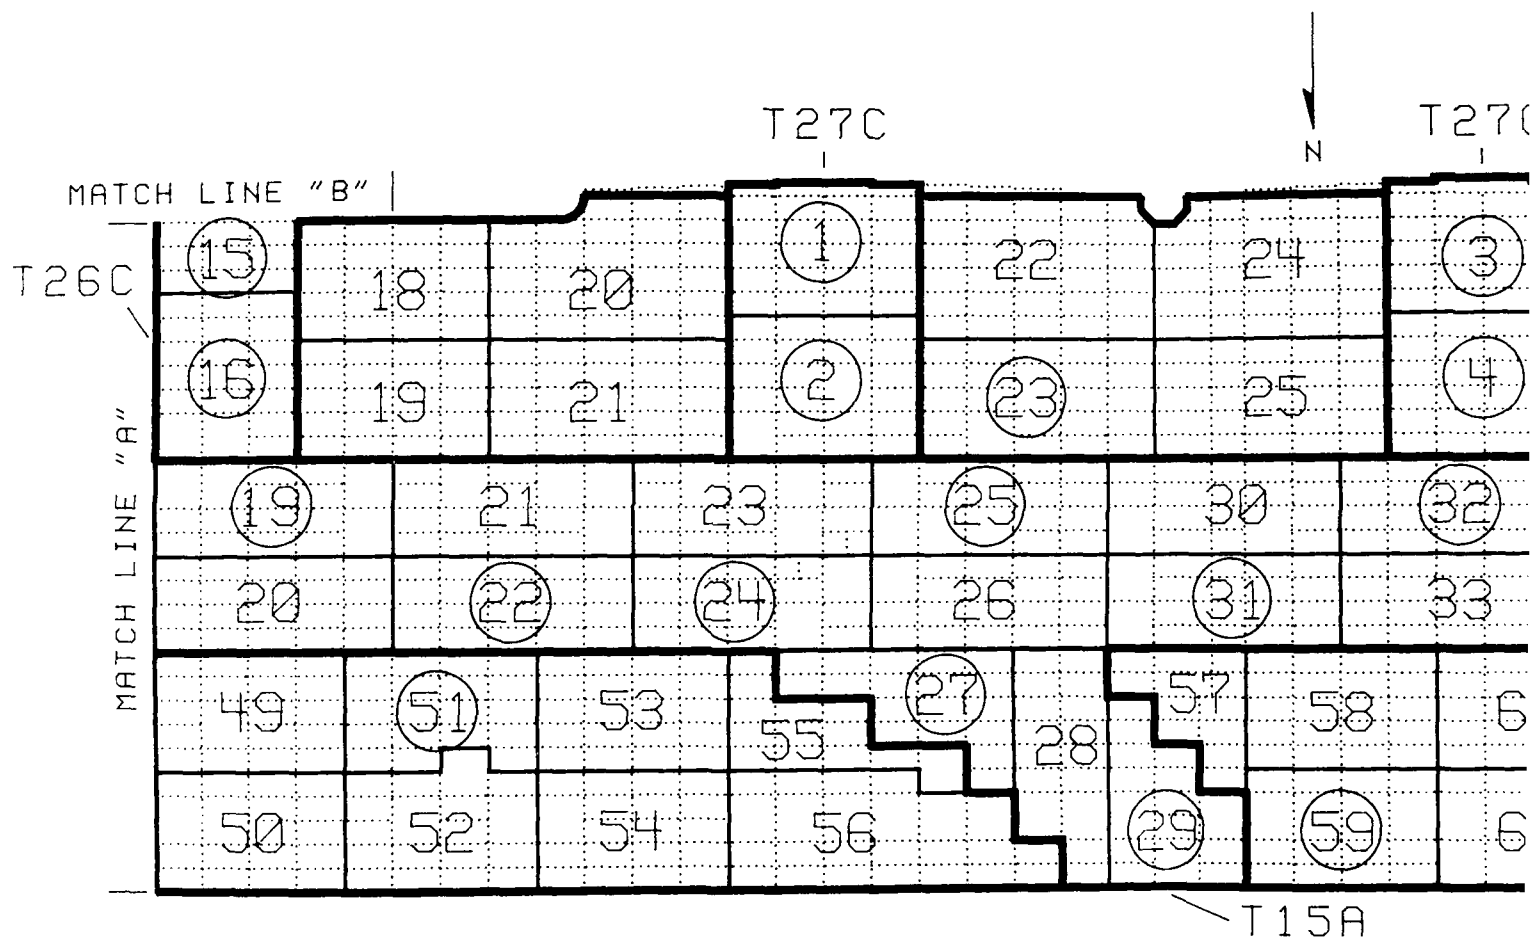 T27C T27C
N
MATCH LINE "B"
15 1 22 24 3
T26C 18 20
16 19 21 2 23 25 4
MATCH LINE "A"
19 21 23 25 30 32
20 22 24 26 31 33
49 51 53 55 27 28 57 58 6
50 52 54 56 29 59 6
T15A